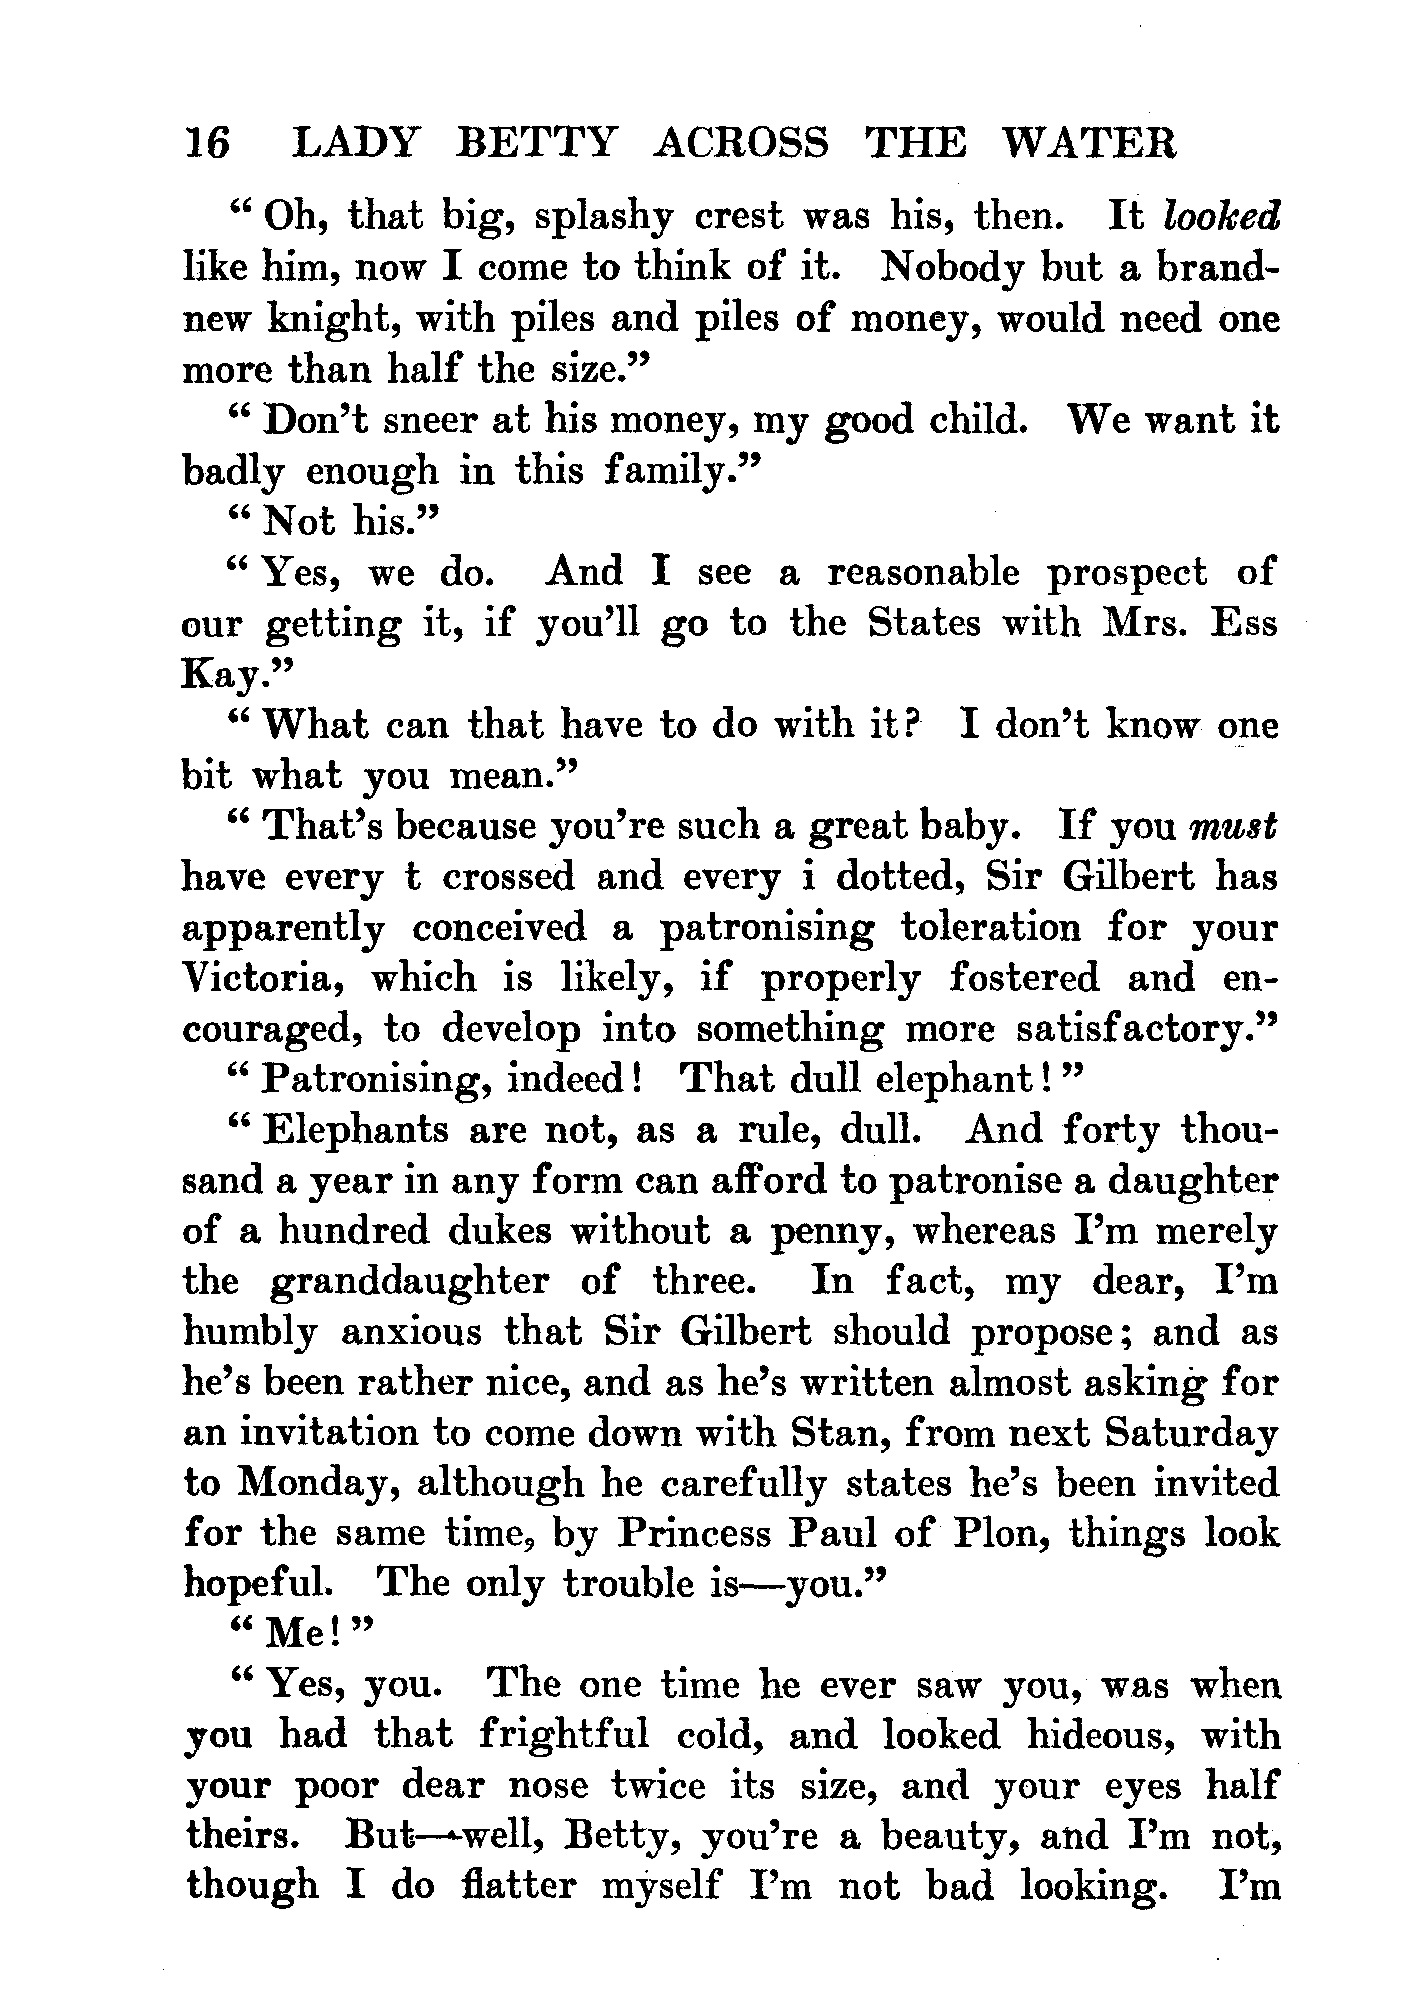 16 LADY BETTY ACROSS THE WATER
“ Oh, that big, splashy crest was his, then. It looked
like him, now I come to think of it. Nobody but a brand-
new knight, with piles and piles of money, would need one
more than half the size.”
“ Don’t sneer at his money, my good child. We want it
badly enough in this family.”
“ Not his.”
“ Yes, we do. And I see a reasonable prospect of
our getting it, if you’ll go to the States with Mrs. Ess
Kay.”
“ What can that have to do with it? I don’t know one
bit what you mean.”
“ That’s because you’re such a great baby. If you must
have every t crossed and every i dotted, Sir Gilbert has
apparently conceived a patronising toleration for your
Victoria, which is likely, if properly fostered and en-
couraged, to develop into something more satisfactory.”
“ Patronising, indeed! That dull elephant! ”
“ Elephants are not, as a rule, dull. And forty thou-
sand a year in any form can afford to patronise a daughter
of a hundred dukes without a penny, whereas I’m merely
the granddaughter of three. In fact, my dear, I’m
humbly anxious that Sir Gilbert should propose; and as
he’s been rather nice, and as he’s written almost asking for
an invitation to come down with Stan, from next Saturday
to Monday, although he carefully states he’s been invited
for the same time, by Princess Paul of Plon, things look
hopeful. The only trouble is—you.”
“ Me! ”
“ Yes, you. The one time he ever saw you, was when
you had that frightful cold, and looked hideous, with
your poor dear nose twice its size, and your eyes half
theirs. But—well, Betty, you’re a beauty, and I’m not,
though I do flatter myself I’m not bad looking. I’m